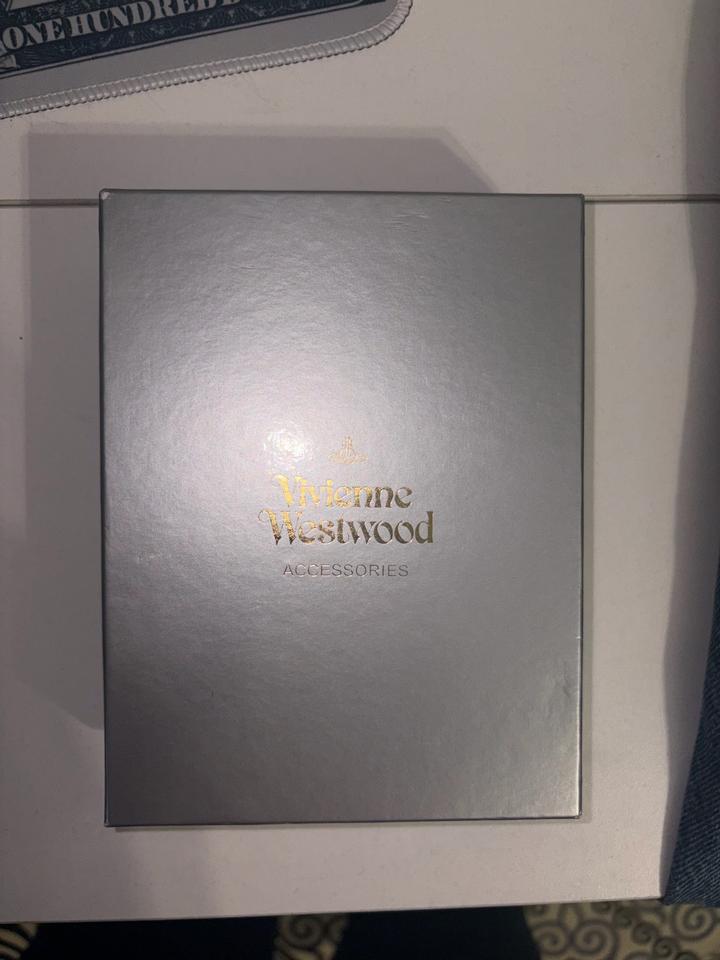 ONE HUNDRED
Vivienne
Westwood
ACCESSORIES